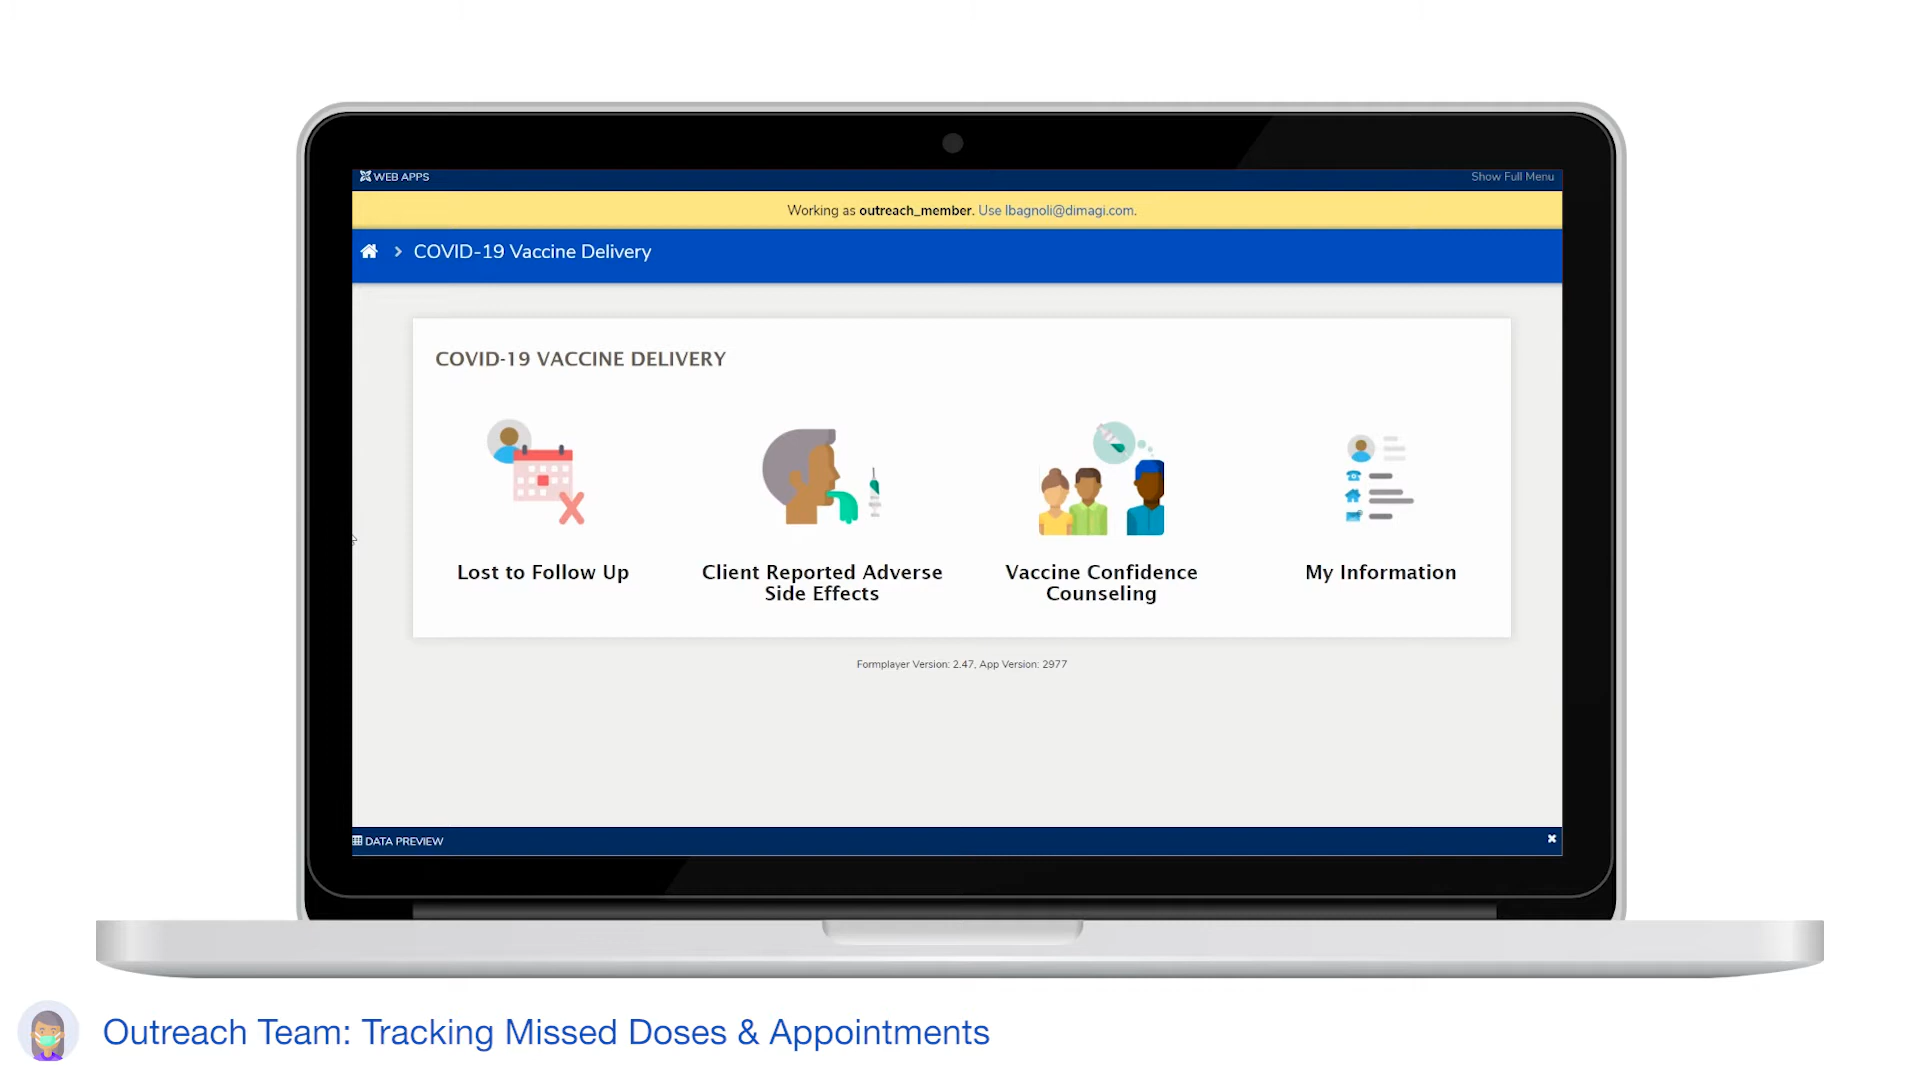 WEB APPS
Show Full Menu
Working as outreach_member. Use lbagnoli@dimagi.com.
COVID-19 Vaccine Delivery
COVID-19 VACCINE DELIVERY
Lost to Follow Up
Client Reported Adverse
Side Effects
Vaccine Confidence
Counseling
My Information
Formplayer Version: 2.47, App Version: 2977
DATA PREVIEW
Outreach Team: Tracking Missed Doses & Appointments